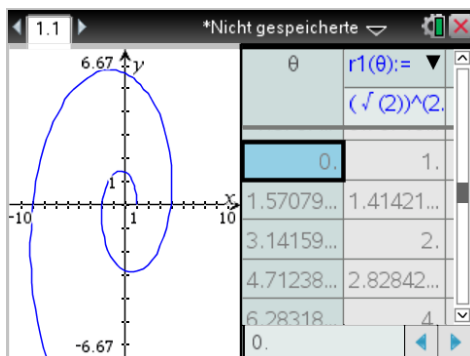 1.1 *Nicht gespeicherte
6.67 y
1
x
-10 1 10
-6.67
θ r1(θ):= ▼
(√(2))^(2.
0. 1.
1.57079... 1.41421...
3.14159... 2.
4.71238... 2.82842...
6.28318... 4.
0.